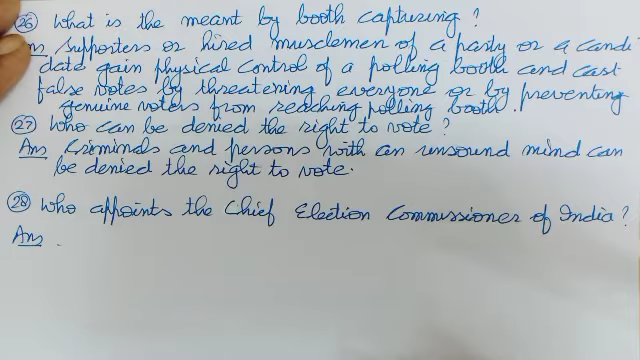 26 What is the meant by booth capturing?
Ans Supporters or hired musclemen of a party or a candi-
date gain physical control of a polling booth and cast
false votes by threatening everyone or by preventing
genuine voters from reaching polling booth.
27 Who can be denied the right to vote?
Ans Criminals and persons with an unsound mind can
be denied the right to vote.
28 Who appoints the Chief Election Commissioner of India?
Ans .